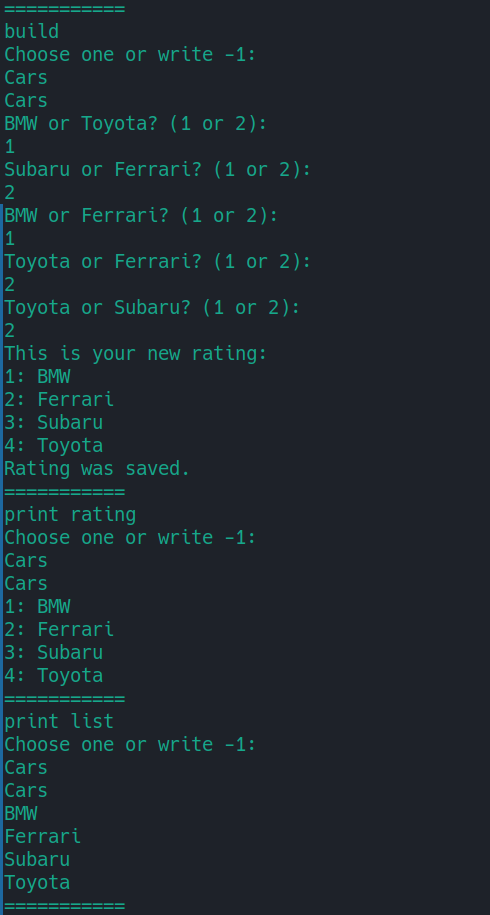 ===========
build
Choose one or write -1:
Cars
Cars
BMW or Toyota? (1 or 2):
1
Subaru or Ferrari? (1 or 2):
2
BMW or Ferrari? (1 or 2):
1
Toyota or Ferrari? (1 or 2):
2
Toyota or Subaru? (1 or 2):
2
This is your new rating:
1: BMW
2: Ferrari
3: Subaru
4: Toyota
Rating was saved.
===========
print rating
Choose one or write -1:
Cars
Cars
1: BMW
2: Ferrari
3: Subaru
4: Toyota
===========
print list
Choose one or write -1:
Cars
Cars
BMW
Ferrari
Subaru
Toyota
===========